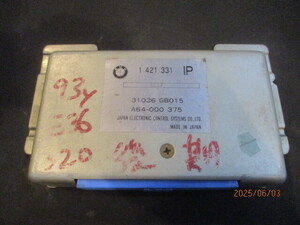 1 421 331 IP
31036 GB015
A64-000 375
JAPAN ELECTRONIC CONTROL SYSTEMS CO., LTD.
MADE IN JAPAN
93y
E36
320
2025/06/03